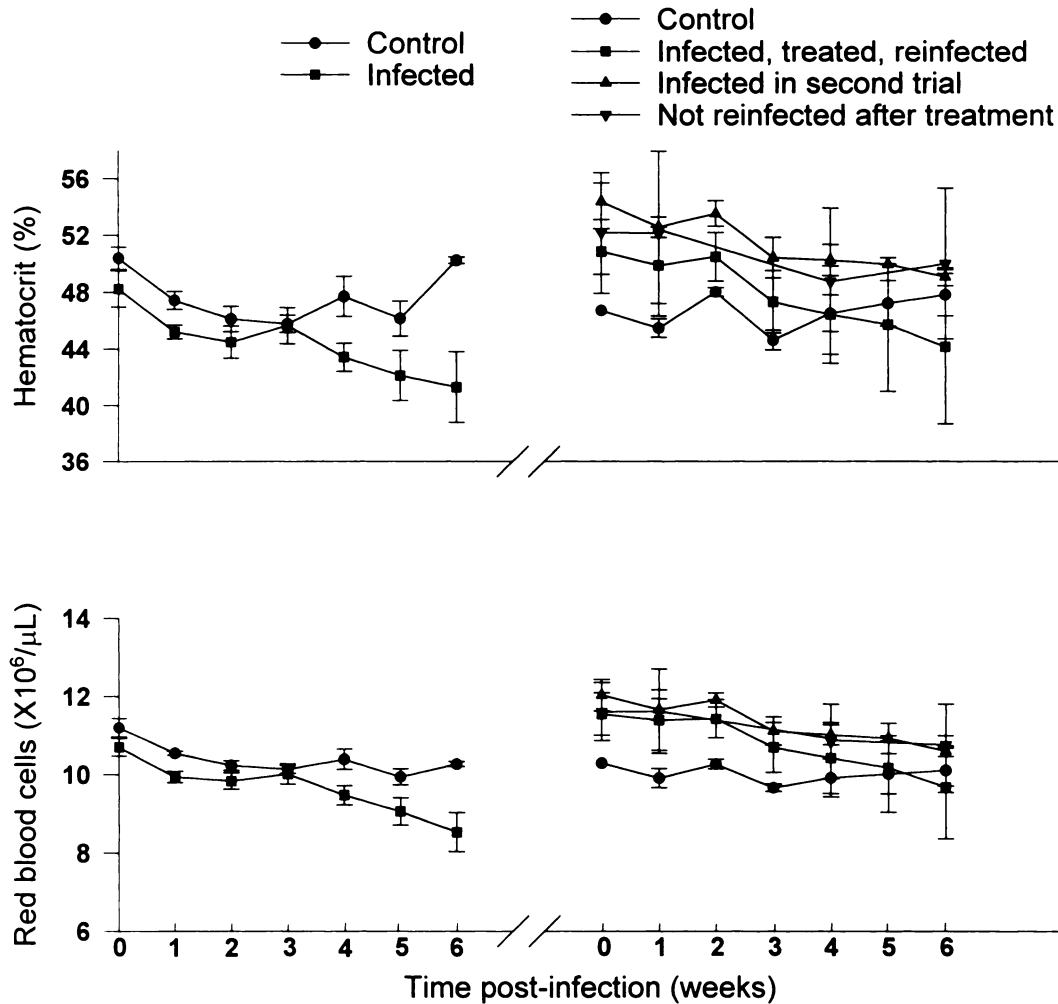 Control
Infected
Control
Infected, treated, reinfected
Infected in second trial
Not reinfected after treatment
Hematocrit (%)
56
52
48
44
40
36
Red blood cells (X10⁶/μL)
14
12
10
8
6
0 1 2 3 4 5 6 0 1 2 3 4 5 6
Time post-infection (weeks)